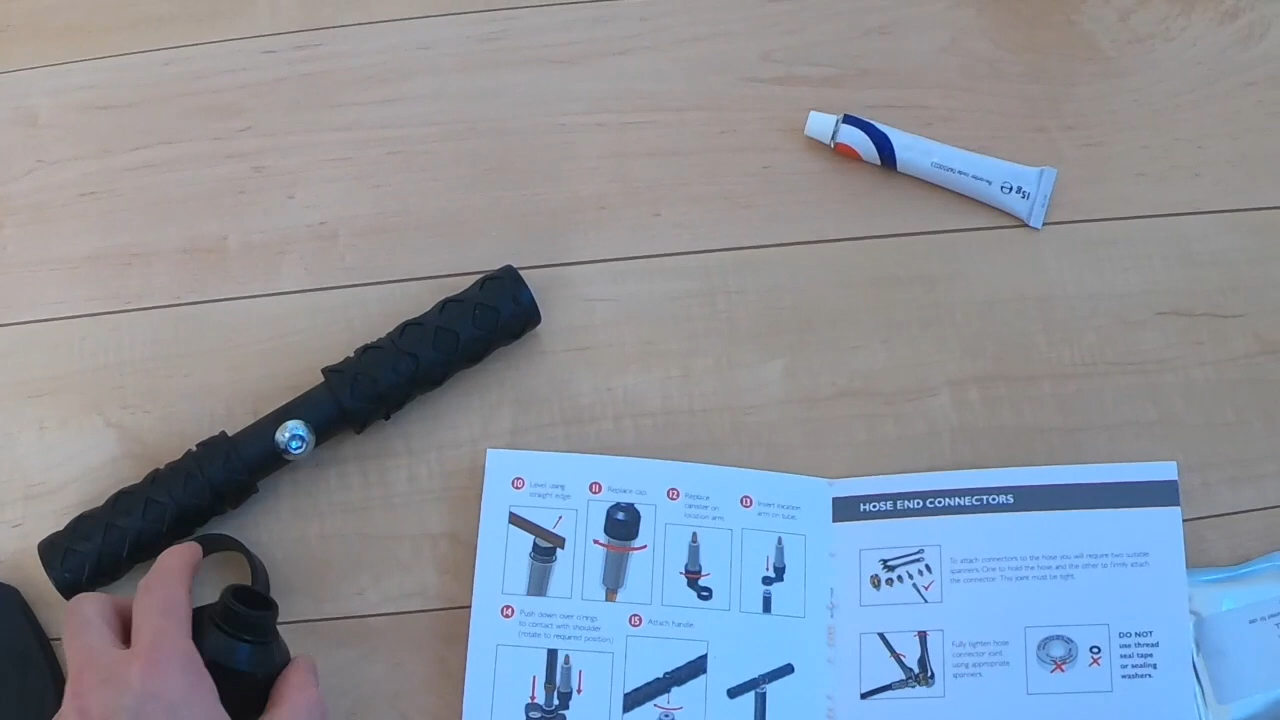 15g e
10 Level using
straight edge.
11 Replace cap.
12 Replace
canister on
location arm.
13 Insert location
arm on tube.
14 Push down over o'rings
to contact with shoulder
(rotate to required position)
15 Attach handle
HOSE END CONNECTORS
To attach connectors to the hose you will require two suitable
spanners. One to hold the hose and the other to firmly attach
the connector. This joint must be tight.
Fully tighten hose
connector joint
using appropriate
spanners.
DO NOT
use thread
seal tape
or sealing
washers.